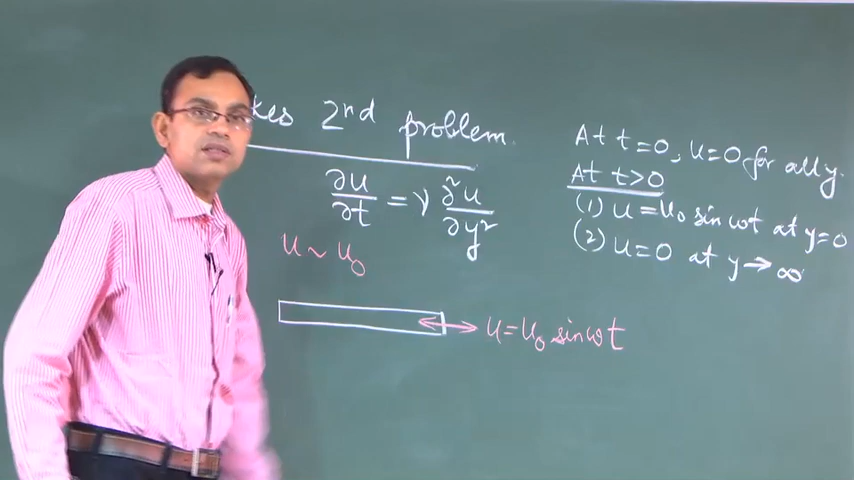 kes 2nd problem.
∂u/∂t = ν ∂²u/∂y²
u ~ u₀
u = u₀ sin ωt
At t=0, u=0 for all y.
At t>0
(1) u = u₀ sin ωt at y=0
(2) u=0 at y→∞